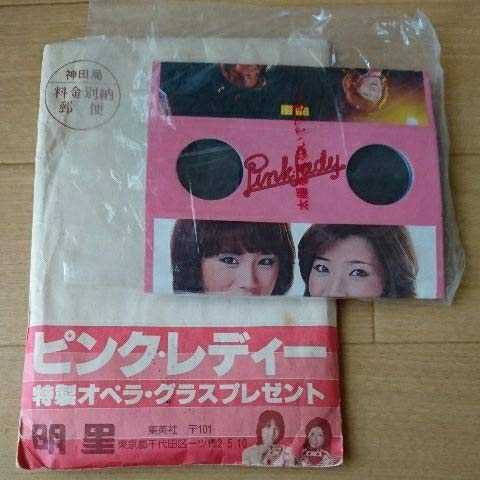 神田局
料金別納
郵便
Pink Lady
ピンク・レディー
特製オペラ・グラスプレゼント
明星
集英社 〒101
東京都千代田区一ツ橋2-5-10